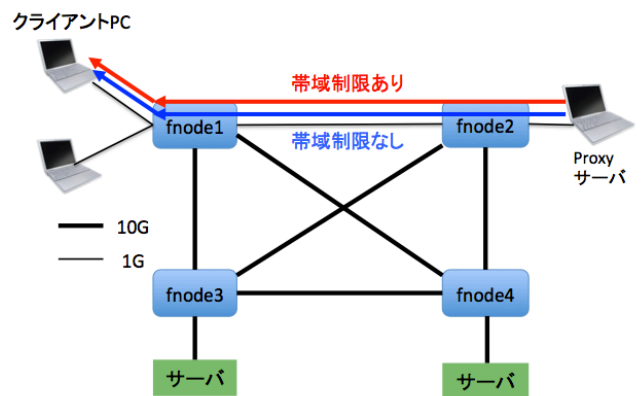 クライアントPC
帯域制限あり
fnode1
fnode2
帯域制限なし
Proxy
サーバ
10G
1G
fnode3
fnode4
サーバ
サーバ